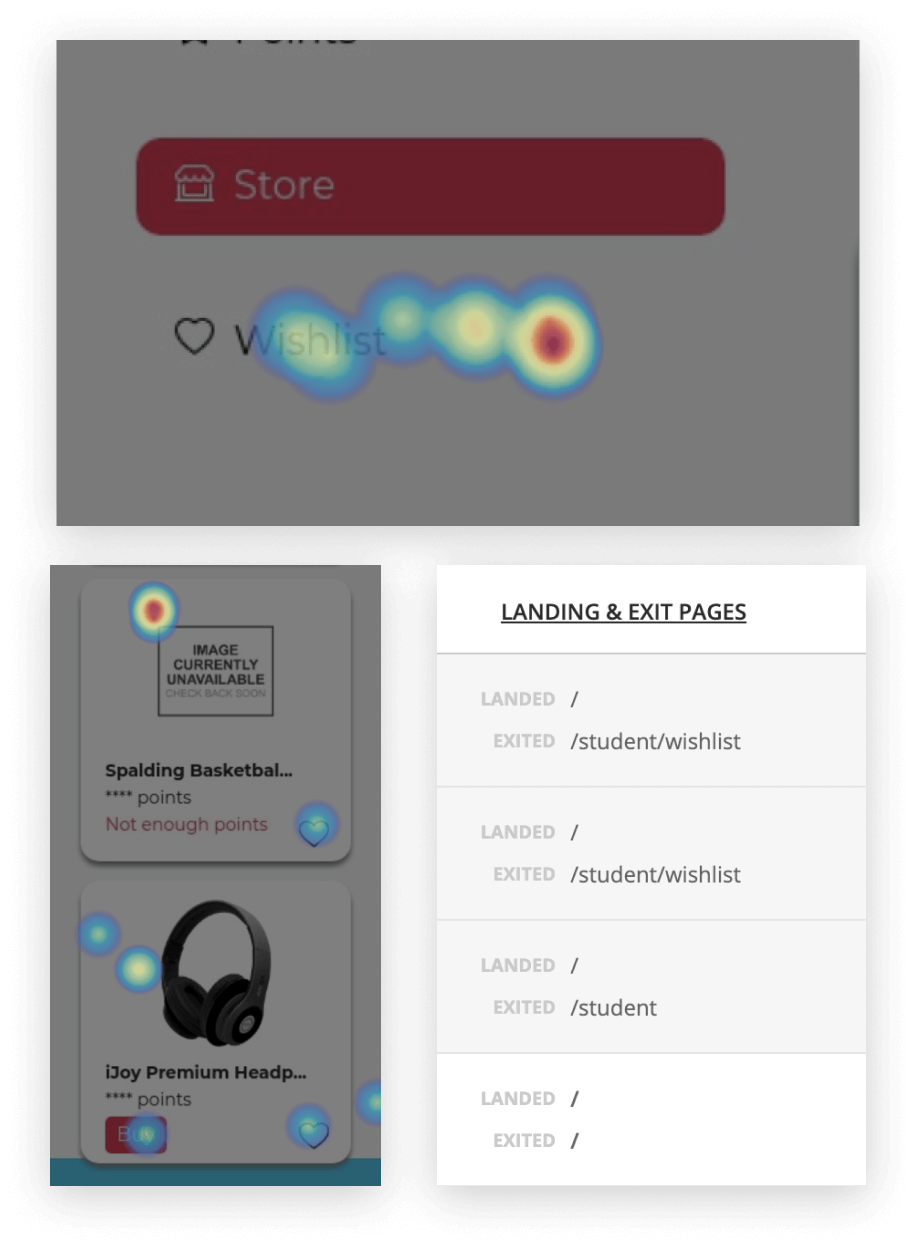 Points
Store
Wishlist
IMAGE
CURRENTLY
UNAVAILABLE
CHECK BACK SOON
Spalding Basketbal...
**** points
Not enough points
iJoy Premium Headp...
**** points
Buy
LANDING & EXIT PAGES
LANDED /
EXITED /student/wishlist
LANDED /
EXITED /student/wishlist
LANDED /
EXITED /student
LANDED /
EXITED /